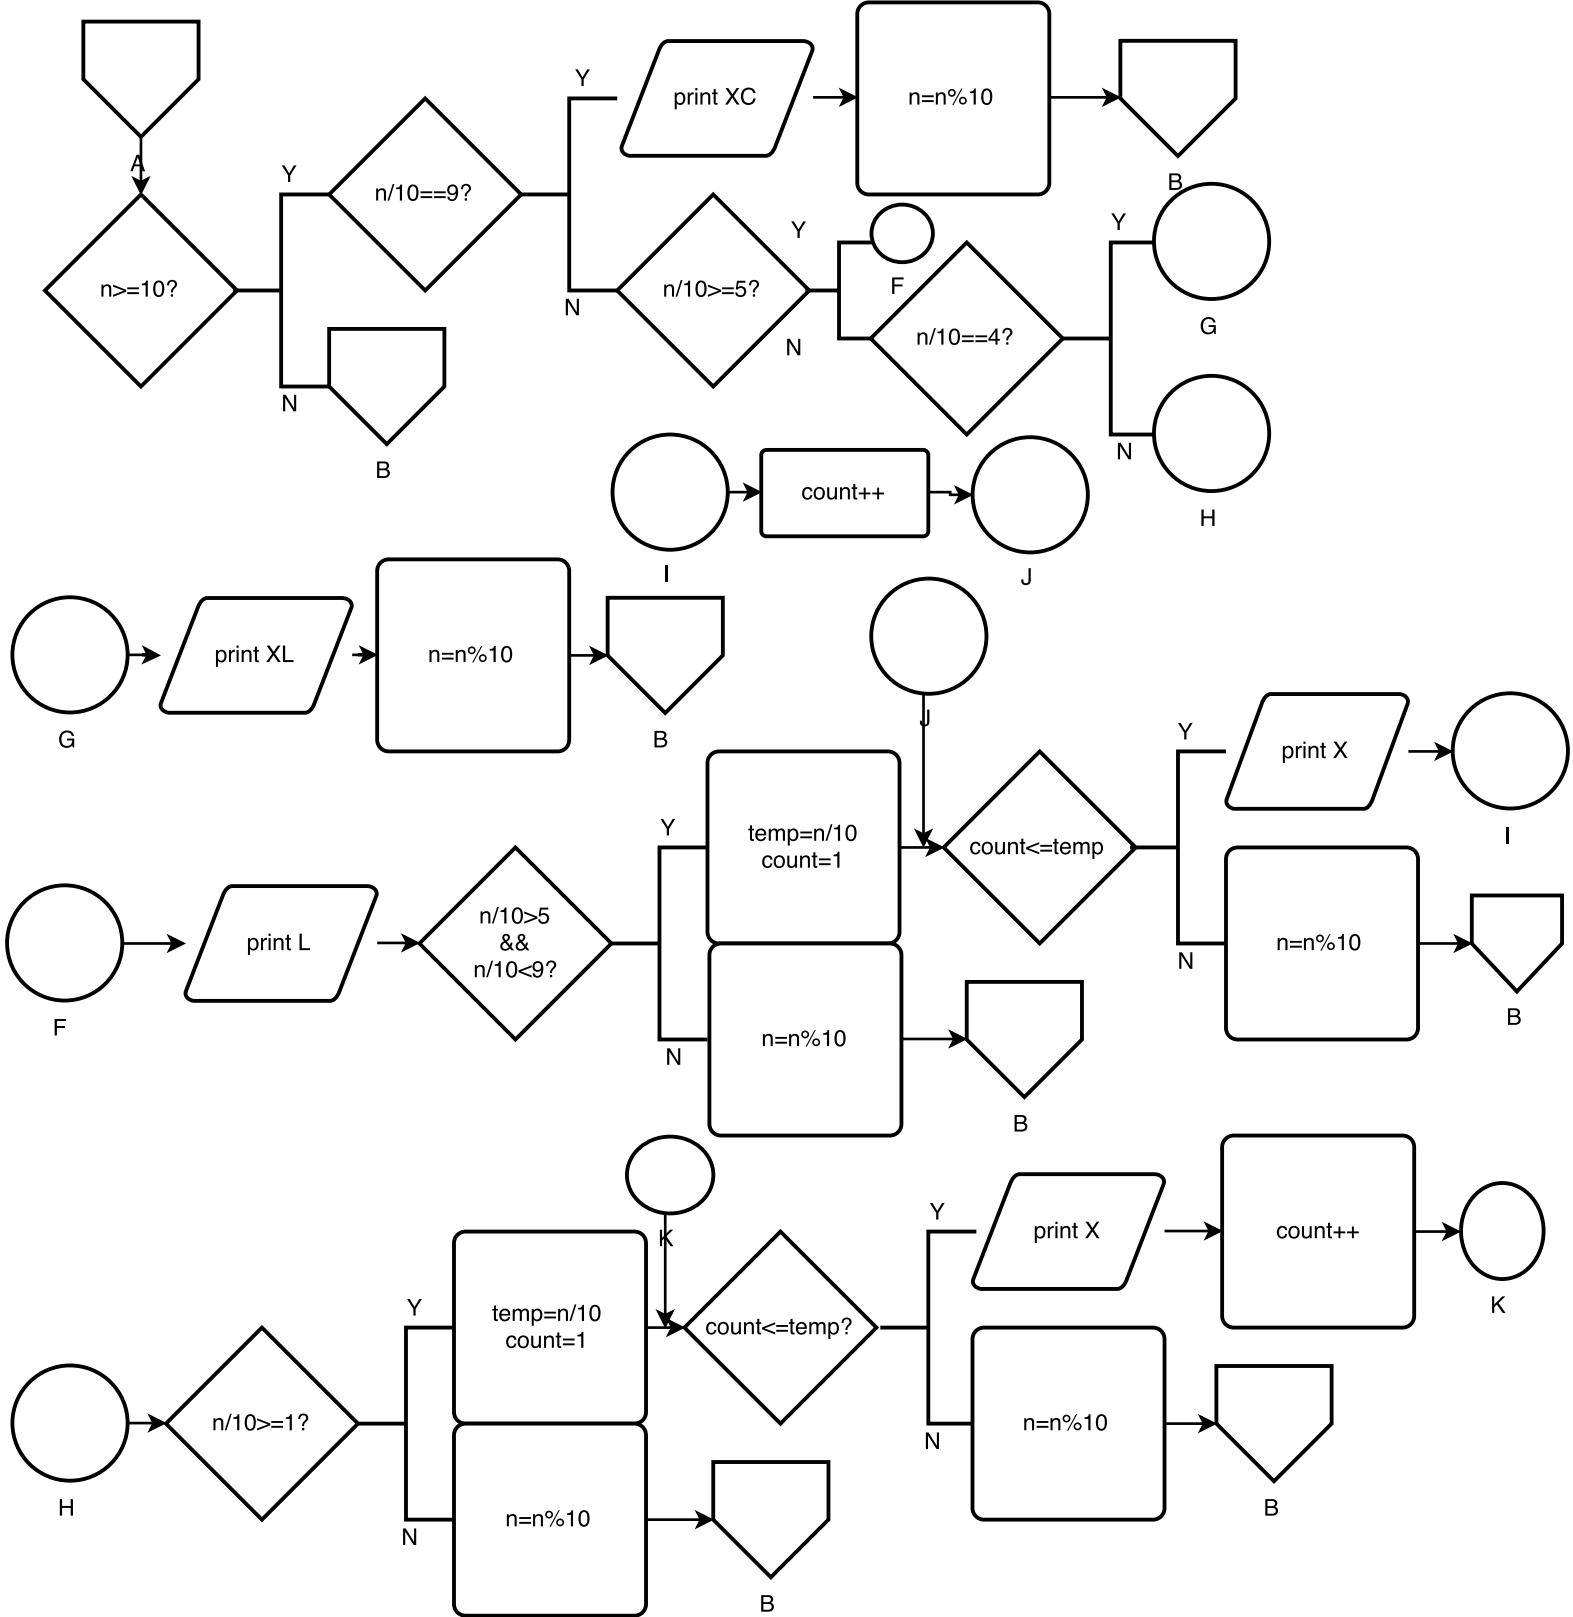 A
n>=10?
Y
N
B
n/10==9?
Y
N
print XC
n=n%10
B
n/10>=5?
Y
N
F
n/10==4?
Y
N
G
H
I
count++
J
G
print XL
n=n%10
B
J
F
print L
n/10>5
&&
n/10<9?
Y
N
temp=n/10
count=1
n=n%10
B
count<=temp
Y
N
print X
I
n=n%10
B
K
H
n/10>=1?
Y
N
temp=n/10
count=1
n=n%10
B
count<=temp?
Y
N
print X
count++
K
n=n%10
B